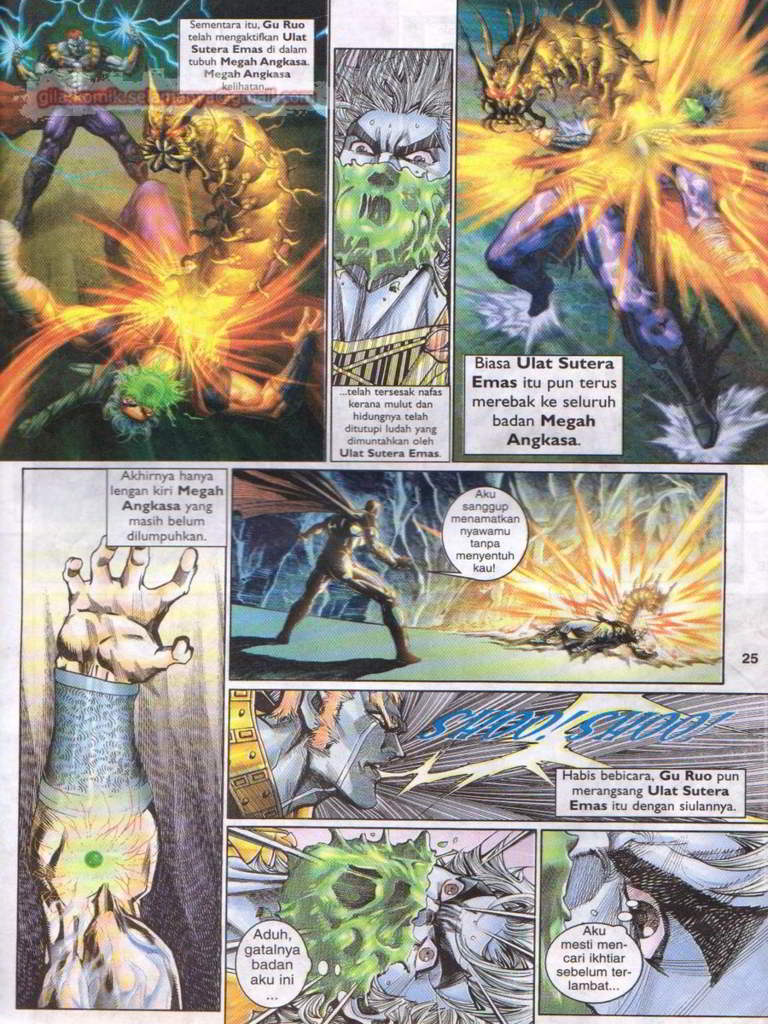 Sementara itu, Gu Ruo
telah mengaktifkan Ulat
Sutera Emas di dalam
tubuh Megah Angkasa.
Megah Angkasa
kelihatan...
...telah tersesak nafas
kerana mulut dan
hidungnya telah
ditutupi ludah yang
dimuntahkan oleh
Ulat Sutera Emas.
Biasa Ulat Sutera
Emas itu pun terus
merebak ke seluruh
badan Megah
Angkasa.
Akhirnya hanya
lengan kiri Megah
Angkasa yang
masih belum
dilumpuhkan.
Aku
sanggup
menamatkan
nyawamu
tanpa
menyentuh
kau!
25
SHOO! SHOO!
Habis bebicara, Gu Ruo pun
merangsang Ulat Sutera
Emas itu dengan siulannya.
Aduh,
gatalnya
badan
aku ini
...
Aku
mesti men-
cari ikhtiar
sebelum ter-
lambat...